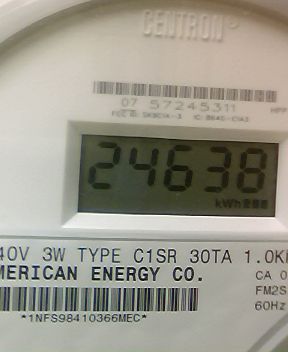 CENTRON
07 57245311
24638
kWh
40V 3W TYPE C1SR 30TA 1.0K
MERICAN ENERGY CO.
CA 0
FM2S
60Hz
*1NFS98410366MEC*